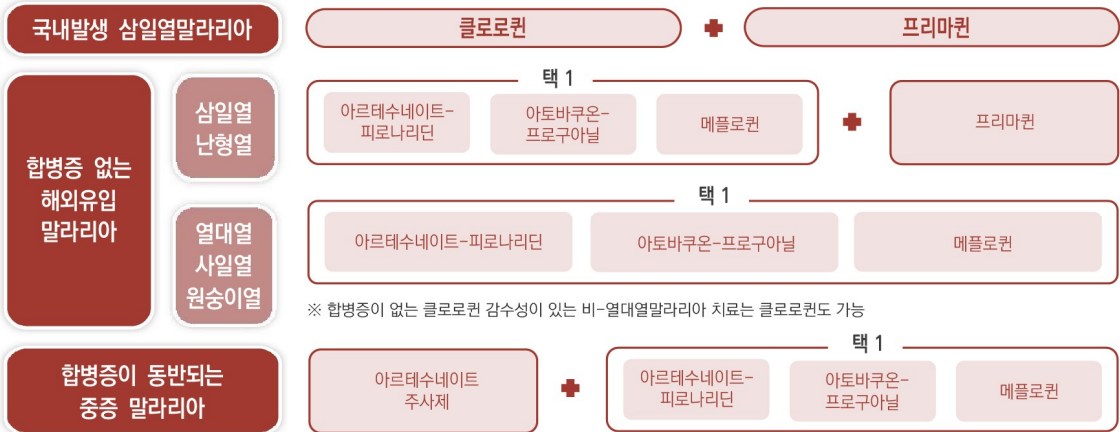 국내발생 삼일열말라리아
클로로퀸
프리마퀸
합병증 없는
해외유입
말라리아
삼일열
난형열
택 1
아르테수네이트-
피로나리딘
아토바쿠온-
프로구아닐
메플로퀸
프리마퀸
열대열
사일열
원숭이열
택 1
아르테수네이트-피로나리딘
아토바쿠온-프로구아닐
메플로퀸
※ 합병증이 없는 클로로퀸 감수성이 있는 비-열대열말라리아 치료는 클로로퀸도 가능
합병증이 동반되는
중증 말라리아
아르테수네이트
주사제
택 1
아르테수네이트-
피로나리딘
아토바쿠온-
프로구아닐
메플로퀸